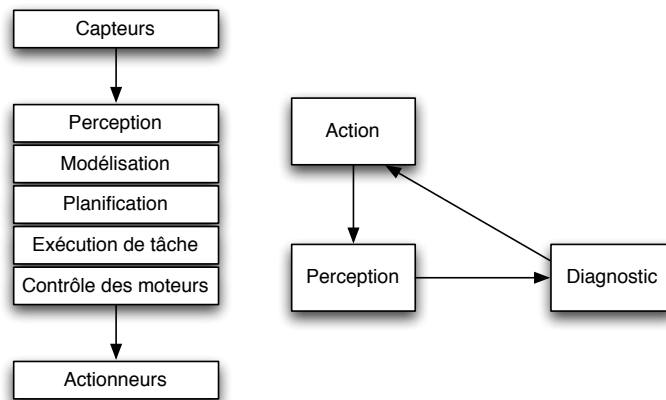 Capteurs
Perception
Modélisation
Planification
Exécution de tâche
Contrôle des moteurs
Actionneurs
Action
Perception
Diagnostic